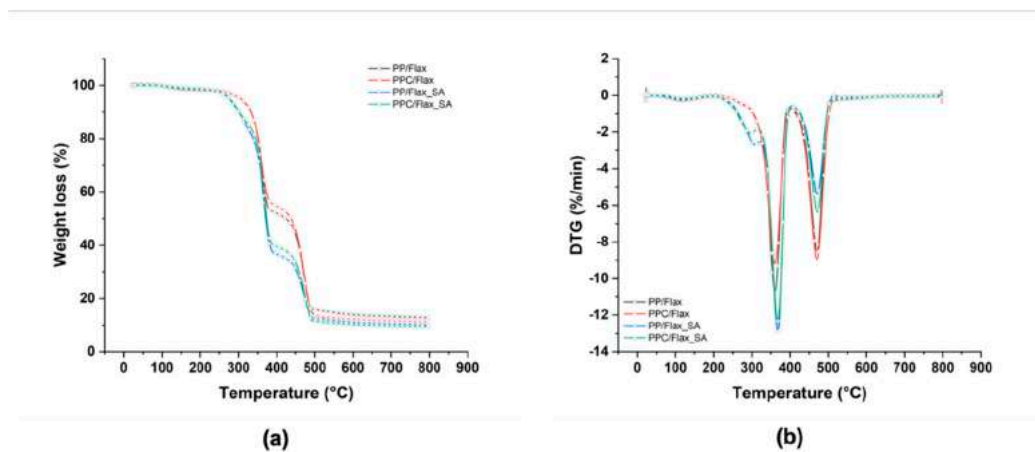 100
80
60
40
20
0
Weight loss (%)
PP/Flax
PPC/Flax
PP/Flax_SA
PPC/Flax_SA
0 100 200 300 400 500 600 700 800 900
Temperature (°C)
(a)
2
0
-2
-4
-6
-8
-10
-12
-14
DTG (%/min)
PP/Flax
PPC/Flax
PP/Flax_SA
PPC/Flax_SA
0 100 200 300 400 500 600 700 800 900
Temperature (°C)
(b)